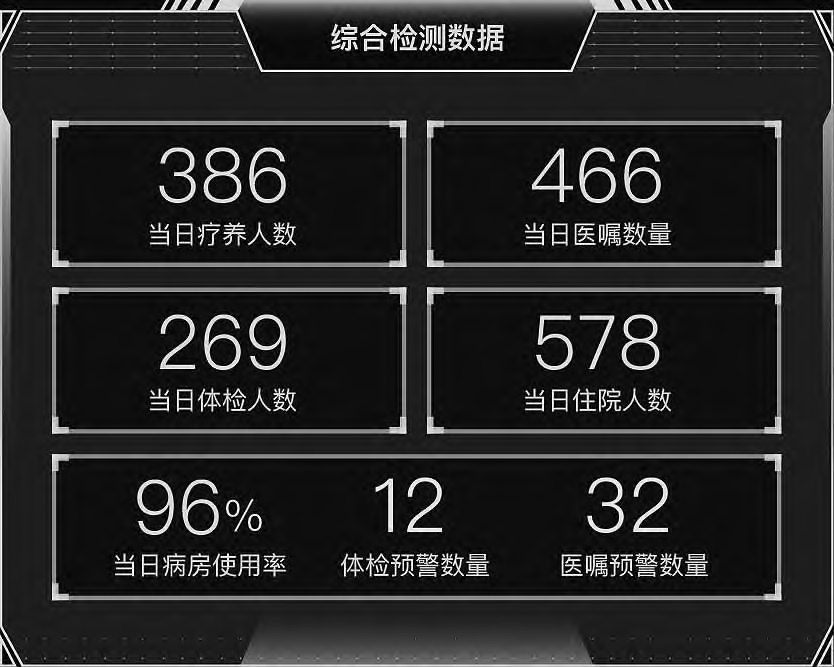 综合检测数据
386
466
当日疗养人数
当日医嘱数量
269
578
当日体检人数
当日住院人数
96%
12
32
当日病房使用率
体检预警数量
医嘱预警数量